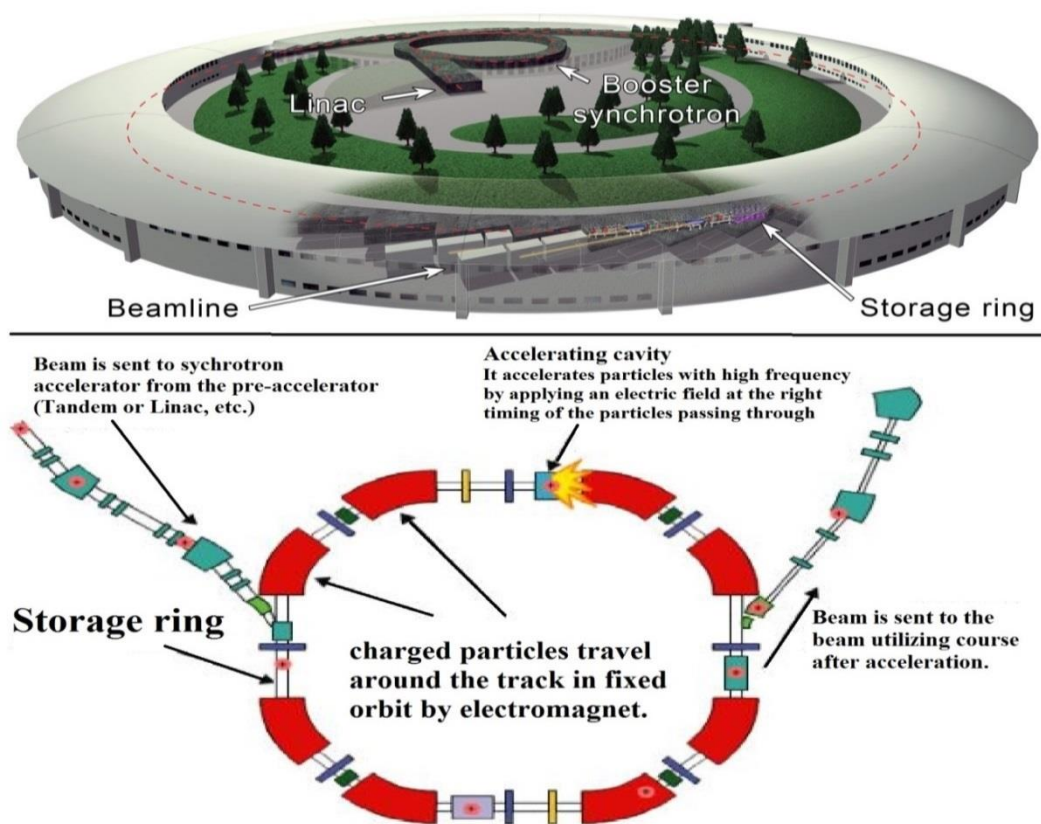 Linac
Booster
synchrotron
Beamline
Storage ring
Beam is sent to sychrotron
accelerator from the pre-accelerator
(Tandem or Linac, etc.)
Accelerating cavity
It accelerates particles with high frequency
by applying an electric field at the right
timing of the particles passing through
Storage ring
charged particles travel
around the track in fixed
orbit by electromagnet.
Beam is sent to the
beam utilizing course
after acceleration.